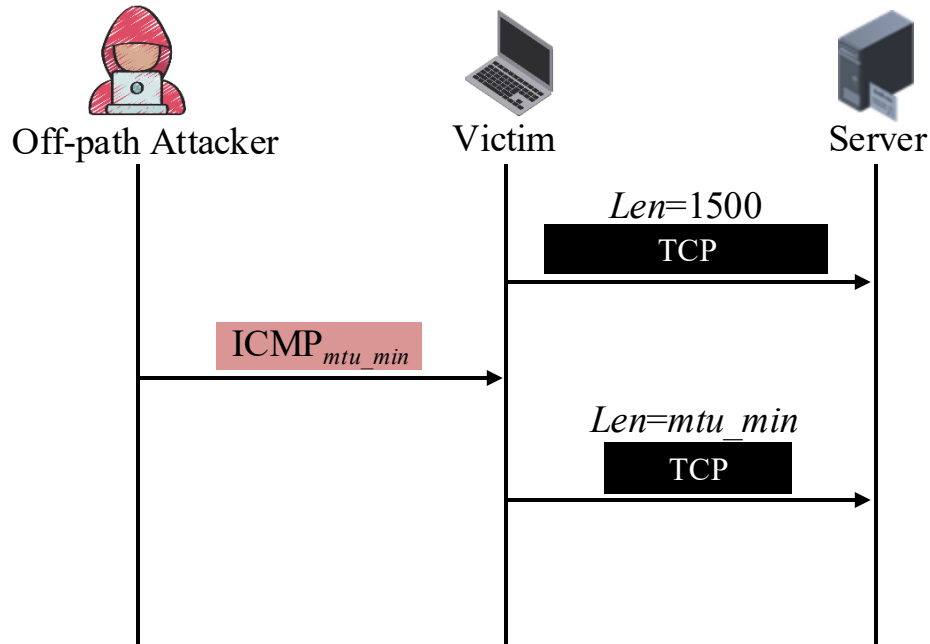 Off-path Attacker
Victim
Server
Len=1500
TCP
ICMPmtu_min
Len=mtu_min
TCP